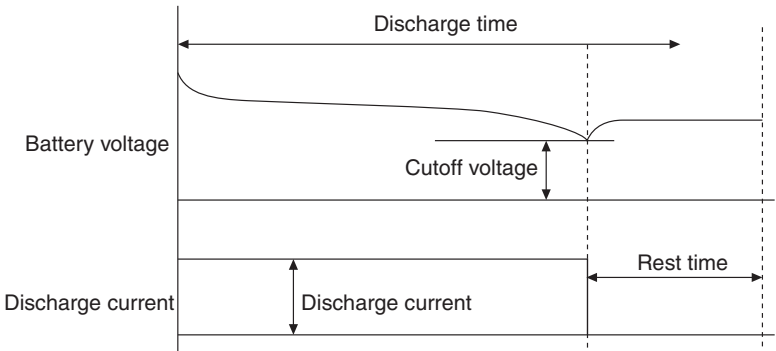 Discharge time
Battery voltage
Cutoff voltage
Rest time
Discharge current
Discharge current